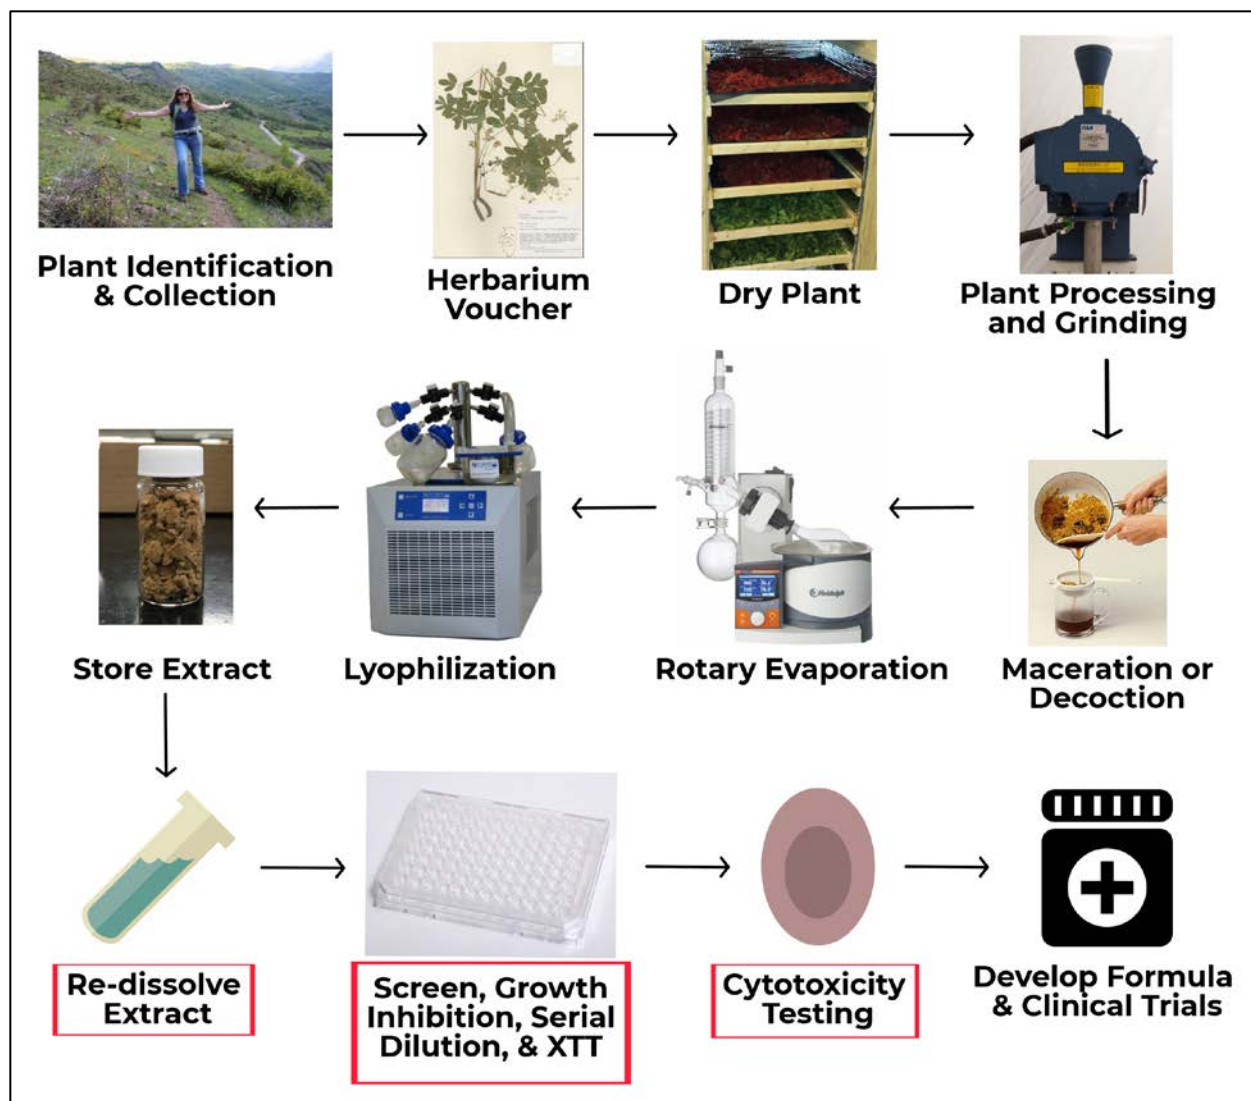 Plant Identification
& Collection
Herbarium
Voucher
Dry Plant
Plant Processing
and Grinding
Store Extract
Lyophilization
Rotary Evaporation
Maceration or
Decoction
Heidolph
Re-dissolve
Extract
Screen, Growth
Inhibition, Serial
Dilution, & XTT
Cytotoxicity
Testing
Develop Formula
& Clinical Trials